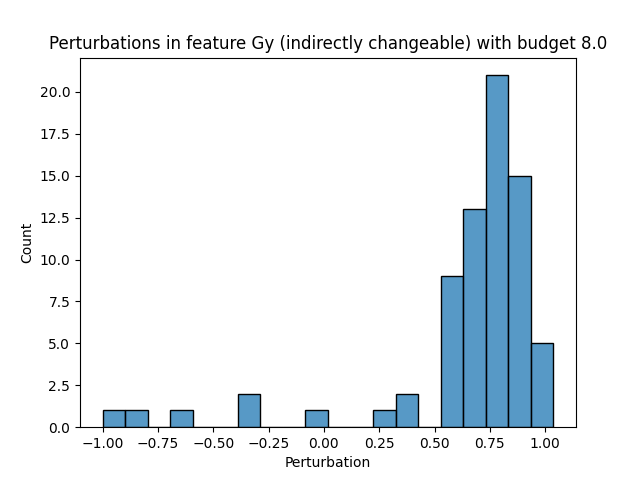 Perturbations in feature Gy (indirectly changeable) with budget 8.0
20.0
17.5
15.0
12.5
10.0
7.5
5.0
2.5
0.0
Count
−1.00 −0.75 −0.50 −0.25 0.00 0.25 0.50 0.75 1.00
Perturbation